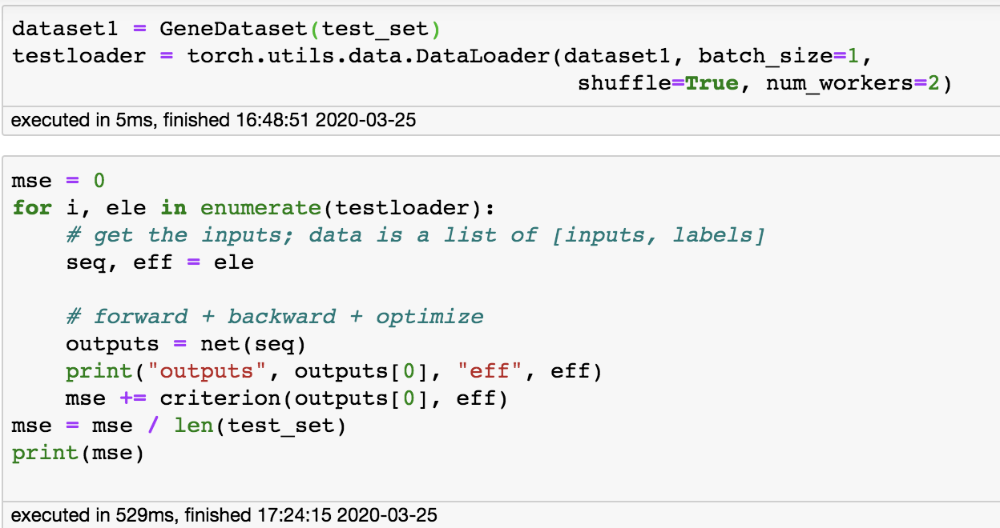 dataset1 = GeneDataset(test_set)
testloader = torch.utils.data.DataLoader(dataset1, batch_size=1,
                                          shuffle=True, num_workers=2)
executed in 5ms, finished 16:48:51 2020-03-25
mse = 0
for i, ele in enumerate(testloader):
    # get the inputs; data is a list of [inputs, labels]
    seq, eff = ele
    # forward + backward + optimize
    outputs = net(seq)
    print("outputs", outputs[0], "eff", eff)
    mse += criterion(outputs[0], eff)
mse = mse / len(test_set)
print(mse)
executed in 529ms, finished 17:24:15 2020-03-25